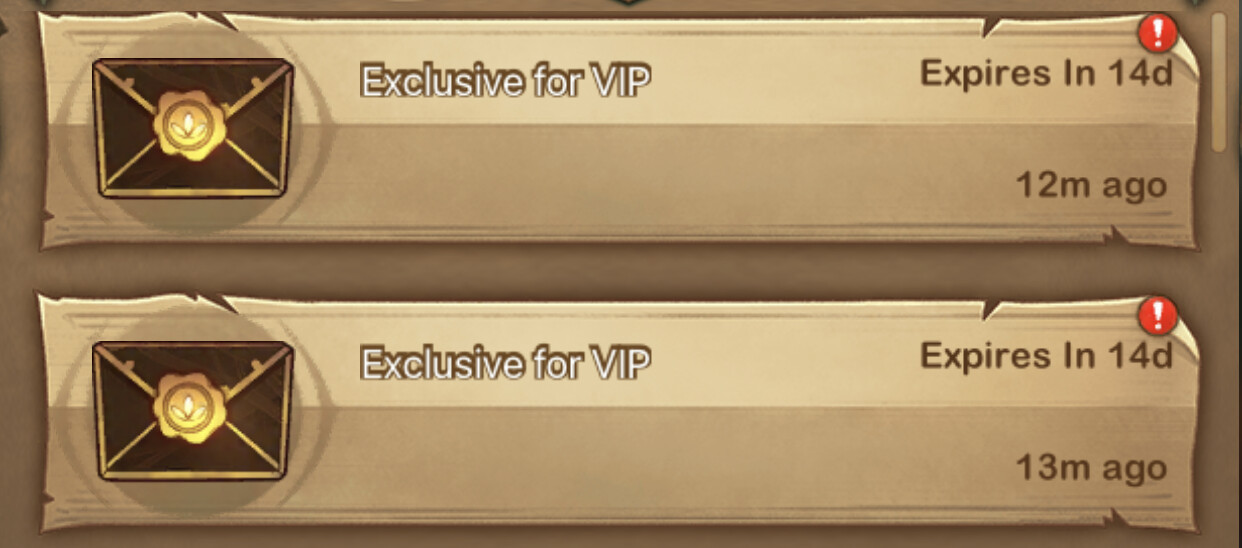 Exclusive for VIP
Expires In 14d
12m ago
Exclusive for VIP
Expires In 14d
13m ago